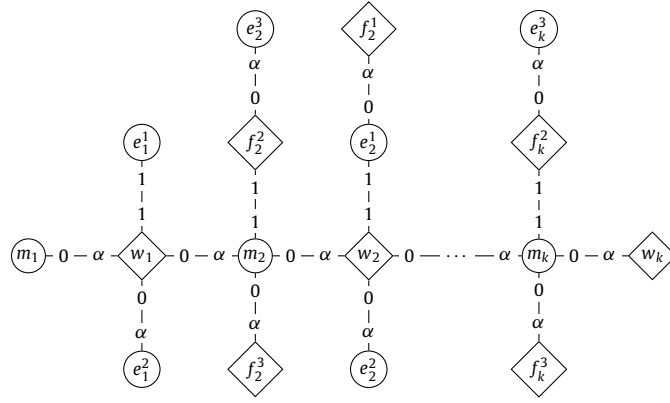 e_2^3 f_2^1 e_k^3
α α α
0 0 0
e_1^1 f_2^2 e_2^1 f_k^2
1 1 1 1
1 1 1 1
m_1 0 α w_1 0 α m_2 0 α w_2 0 ⋯ α m_k 0 α w_k
0 0 0 0
α α α α
e_1^2 f_2^3 e_2^2 f_k^3